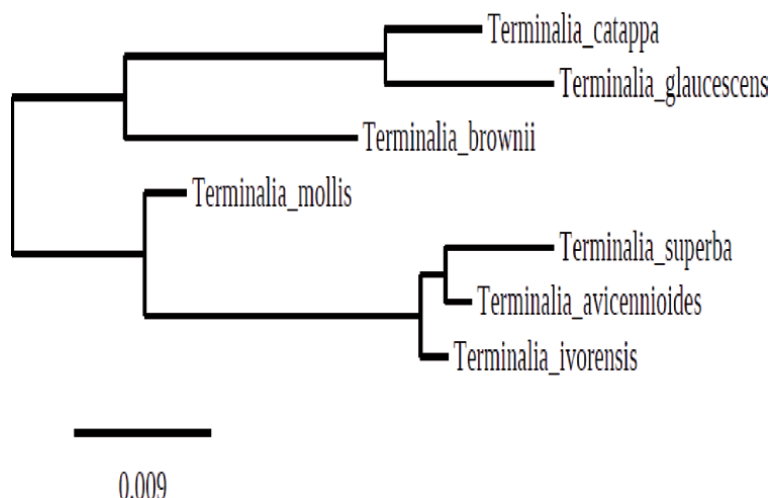 Terminalia_catappa
Terminalia_glaucescens
Terminalia_brownii
Terminalia_mollis
Terminalia_superba
Terminalia_avicennioides
Terminalia_ivorensis
0.009